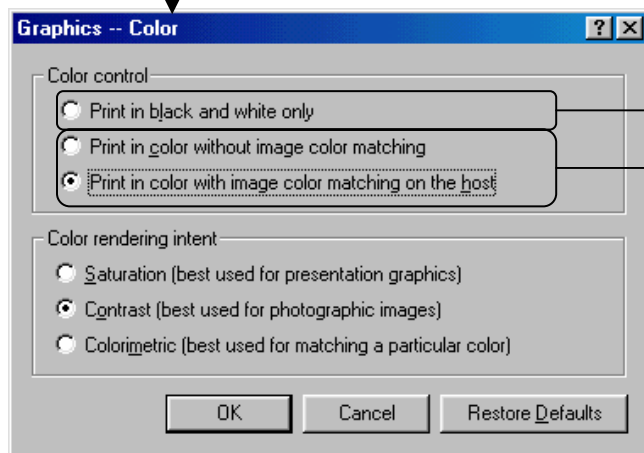 Graphics -- Color
Color control
Print in black and white only
Print in color without image color matching
Print in color with image color matching on the host
Color rendering intent
Saturation (best used for presentation graphics)
Contrast (best used for photographic images)
Colorimetric (best used for matching a particular color)
OK Cancel Restore Defaults